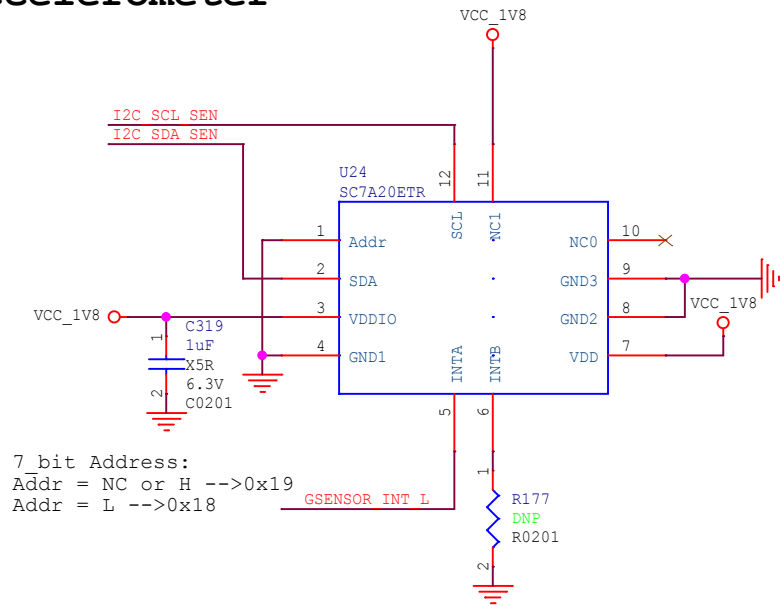 VCC_1V8
I2C_SCL_SEN
I2C_SDA_SEN
U24
SC7A20ETR
12
11
SCL
NC1
1
Addr
NC0
10
2
SDA
GND3
9
VCC_1V8
3
VDDIO
GND2
8
VCC_1V8
4
GND1
VDD
7
INTA
INTB
5
6
1
C319
1uF
X5R
6.3V
C0201
2
7_bit Address:
Addr = NC or H -->0x19
Addr = L -->0x18
GSENSOR_INT_L
1
R177
DNP
R0201
2